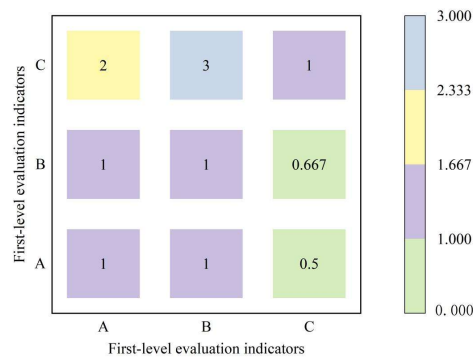 First-level evaluation indicators
C
2
3
1
B
1
1
0.667
A
1
1
0.5
A
B
C
First-level evaluation indicators
3.000
2.333
1.667
1.000
0.000